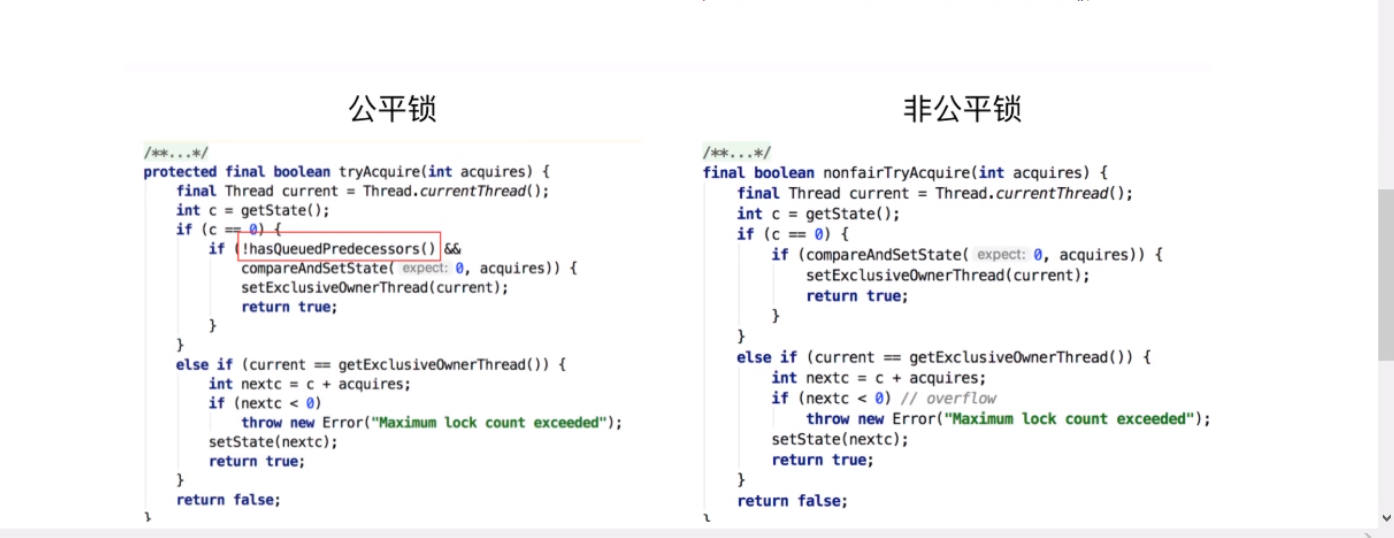 公平锁
/**...*/
protected final boolean tryAcquire(int acquires) {
final Thread current = Thread.currentThread();
int c = getState();
if (c == 0) {
if (!hasQueuedPredecessors() &&
compareAndSetState( expect: 0, acquires)) {
setExclusiveOwnerThread(current);
return true;
}
}
else if (current == getExclusiveOwnerThread()) {
int nextc = c + acquires;
if (nextc < 0)
throw new Error("Maximum lock count exceeded");
setState(nextc);
return true;
}
return false;
}
非公平锁
/**...*/
final boolean nonfairTryAcquire(int acquires) {
final Thread current = Thread.currentThread();
int c = getState();
if (c == 0) {
if (compareAndSetState( expect: 0, acquires)) {
setExclusiveOwnerThread(current);
return true;
}
}
else if (current == getExclusiveOwnerThread()) {
int nextc = c + acquires;
if (nextc < 0) // overflow
throw new Error("Maximum lock count exceeded");
setState(nextc);
return true;
}
return false;
}